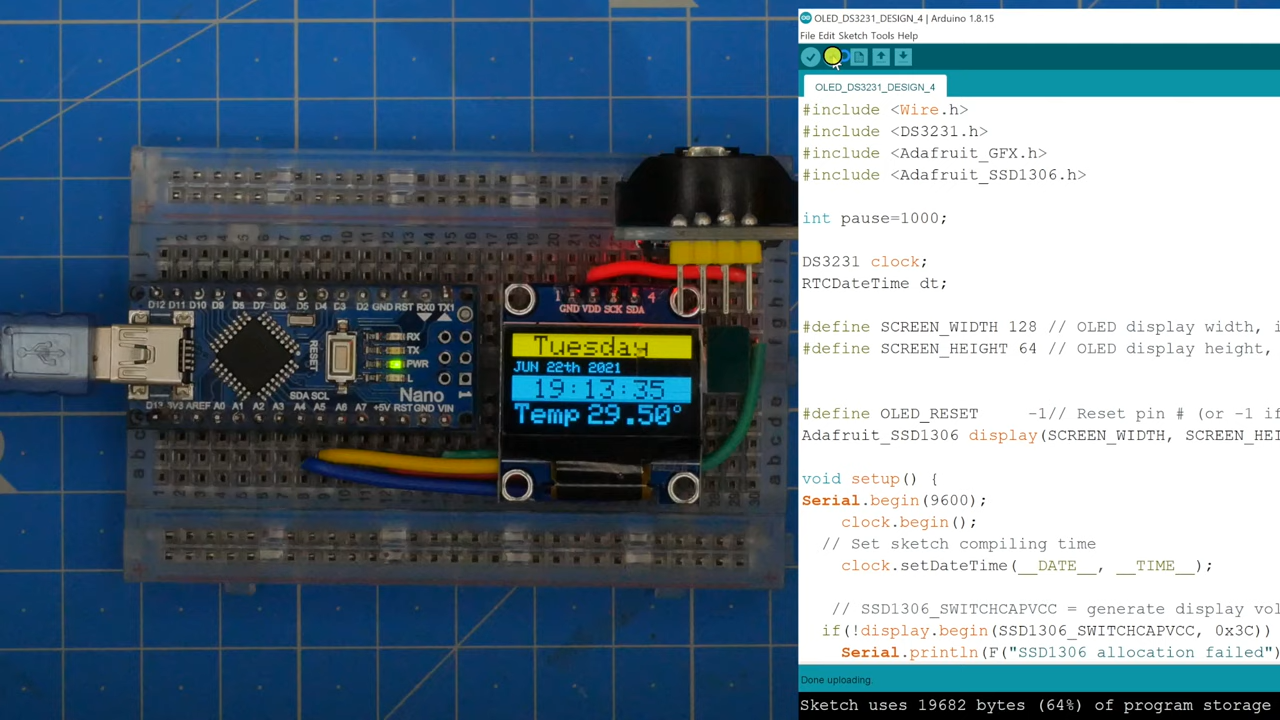 OLED_DS3231_DESIGN_4 | Arduino 1.8.15
File Edit Sketch Tools Help
OLED_DS3231_DESIGN_4
#include <Wire.h>
#include <DS3231.h>
#include <Adafruit_GFX.h>
#include <Adafruit_SSD1306.h>
int pause=1000;
DS3231 clock;
RTCDateTime dt;
#define SCREEN_WIDTH 128 // OLED display width, i
#define SCREEN_HEIGHT 64 // OLED display height,
#define OLED_RESET     -1// Reset pin # (or -1 if
Adafruit_SSD1306 display(SCREEN_WIDTH, SCREEN_HEI
void setup() {
Serial.begin(9600);
clock.begin();
// Set sketch compiling time
clock.setDateTime(__DATE__, __TIME__);
// SSD1306_SWITCHCAPVCC = generate display vol
if(!display.begin(SSD1306_SWITCHCAPVCC, 0x3C))
Serial.println(F("SSD1306 allocation failed")
Done uploading.
Sketch uses 19682 bytes (64%) of program storage
GND VDD SCK SDA
Tuesday
JUN 22th 2021
19:13:35
Temp 29.50°
D12 D11 D10 D9 D8 D7 D6 D5 D4 D3 D2 GND RST RX0 TX1
RESET
RX
TX
PWR
L
Nano
SDA SCL
D13 3V3 AREF A0 A1 A2 A3 A4 A5 A6 A7 +5V RST GND VIN